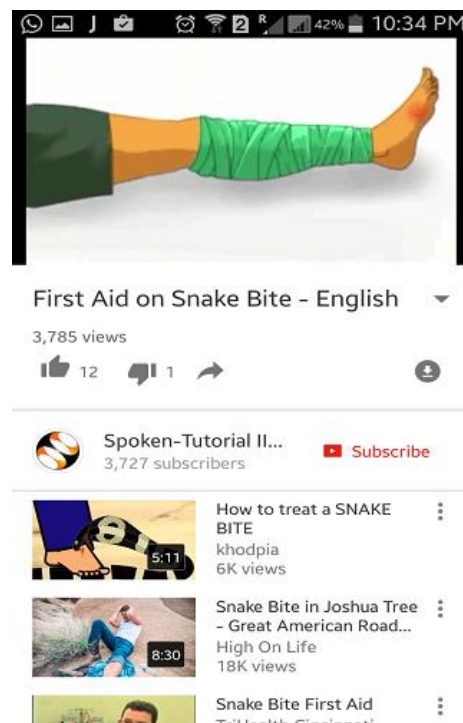 J 2 R 42% 10:34 PM
First Aid on Snake Bite - English
3,785 views
12 1
Spoken-Tutorial II...
Subscribe
3,727 subscribers
How to treat a SNAKE
BITE
khodpia
6K views
5:11
Snake Bite in Joshua Tree
- Great American Road...
High On Life
18K views
8:30
Snake Bite First Aid